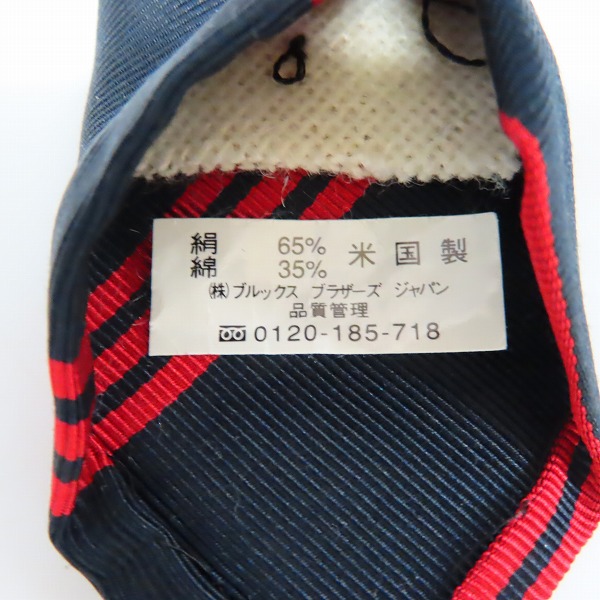 絹 65% 米国製
綿 35%
㈱ブルックス ブラザーズ ジャパン
品質管理
0120-185-718